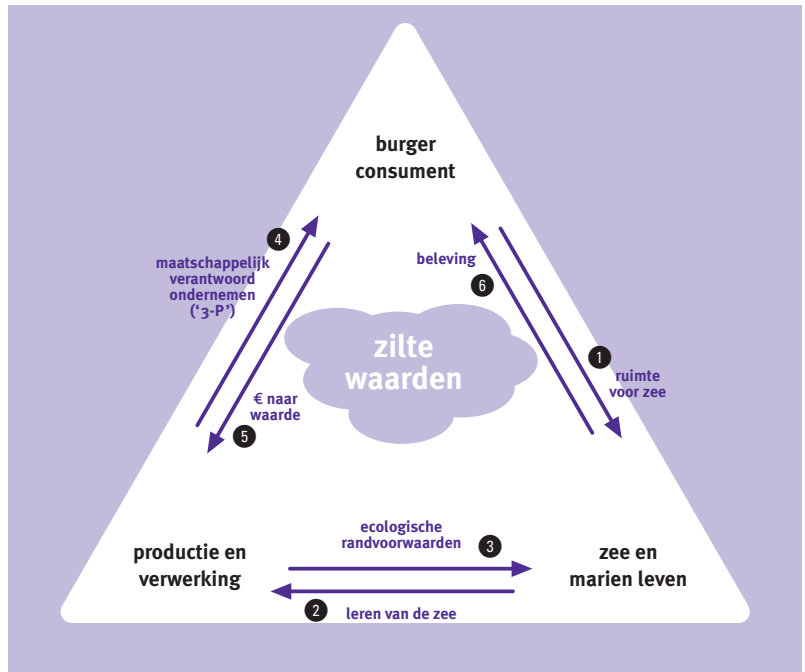 burger
consument
4
maatschappelijk
verantwoord
ondernemen
(‘3-P’)
beleving
6
zilte
waarden
1
ruimte
voor zee
€ naar
waarde
5
productie en
verwerking
ecologische
randvoorwaarden
3
zee en
marien leven
2
leren van de zee